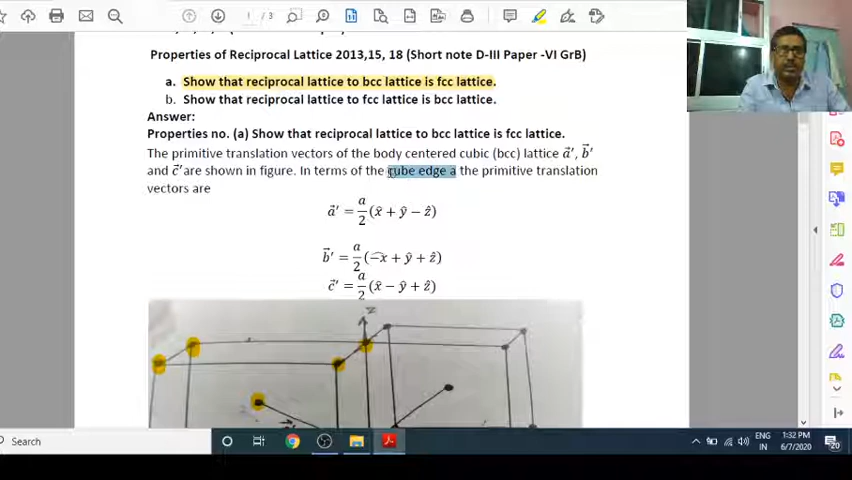 1 / 3
Properties of Reciprocal Lattice 2013,15, 18 (Short note D-III Paper -VI GrB)
a. Show that reciprocal lattice to bcc lattice is fcc lattice.
b. Show that reciprocal lattice to fcc lattice is bcc lattice.
Answer:
Properties no. (a) Show that reciprocal lattice to bcc lattice is fcc lattice.
The primitive translation vectors of the body centered cubic (bcc) lattice a⃗′, b⃗′
and c⃗′are shown in figure. In terms of the cube edge a the primitive translation
vectors are
a⃗′ = a/2 (x̂ + ŷ − ẑ)
b⃗′ = a/2 (−x + ŷ + ẑ)
c⃗′ = a/2 (x̂ − ŷ + ẑ)
z
Search
ENG
IN
1:32 PM
6/7/2020
20